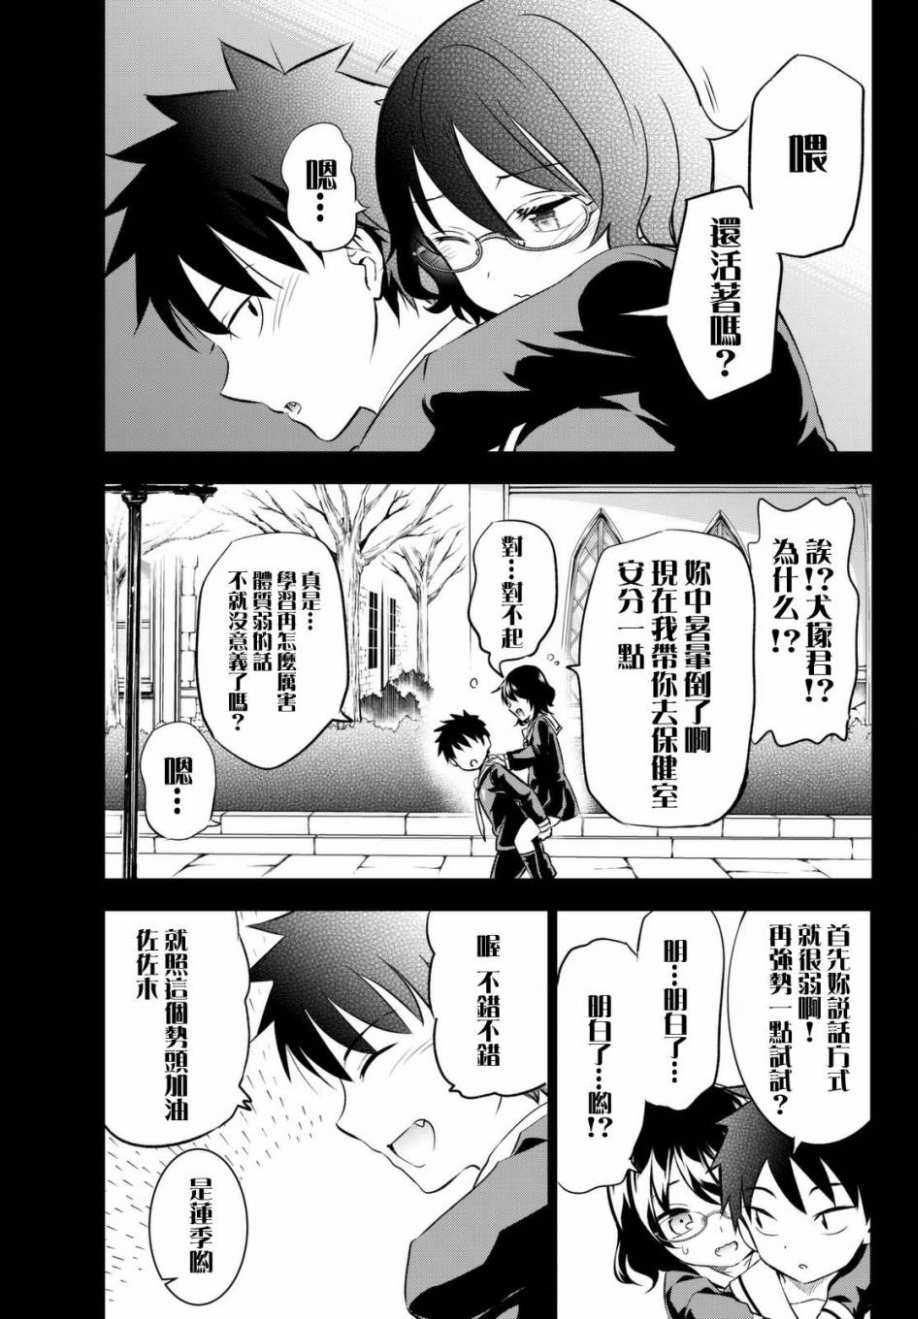 喂
還活著嗎？
嗯…
誒!?犬塚君!?
為什么!?
妳中暑暈倒了啊
現在我帶你去保健室
安分一點
對…對不起
真是…
學習再怎麼厲害
體質弱的話
不就沒意義了嗎？
嗯…
首先妳説話方式
就很弱啊！
再強勢一點試試？
明…明白了…
明白了…喲!?
喔 不錯不錯
就照這個勢頭加油
佐佐木
是蓮季喲